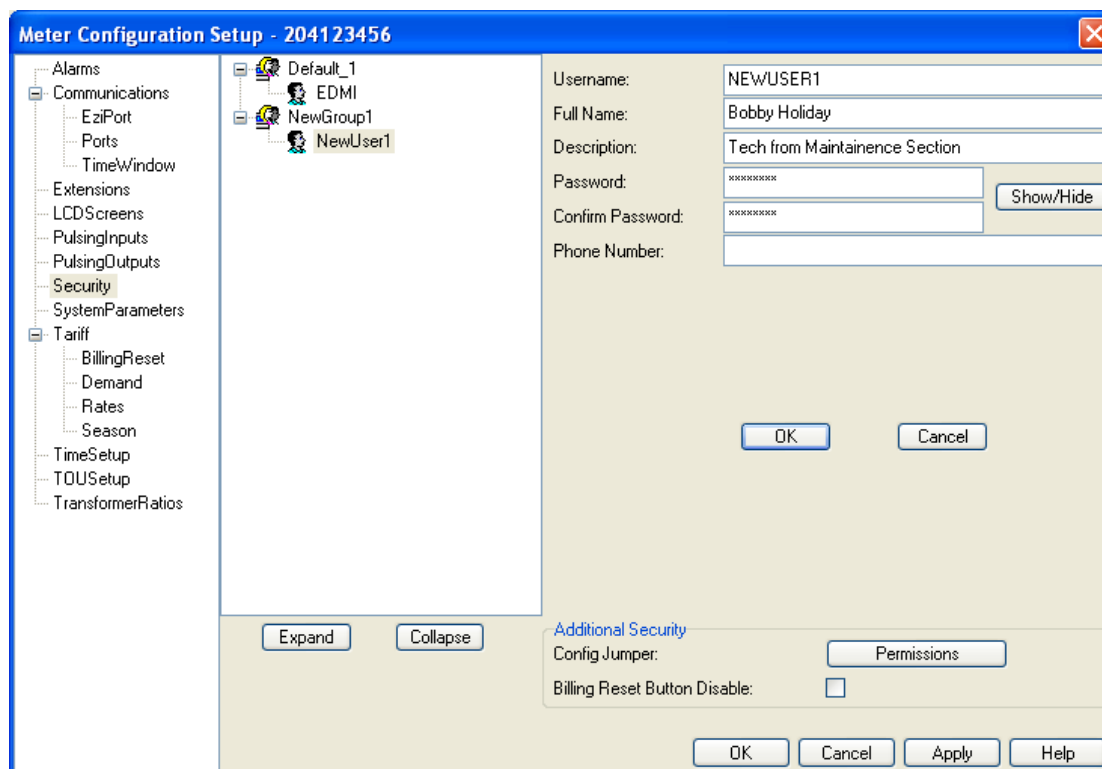 Meter Configuration Setup - 204123456
Alarms
Communications
EziPort
Ports
TimeWindow
Extensions
LCDScreens
PulsingInputs
PulsingOutputs
Security
SystemParameters
Tariff
BillingReset
Demand
Rates
Season
TimeSetup
TOUSetup
TransformerRatios
Default_1
EDMI
NewGroup1
NewUser1
Expand Collapse
Username: NEWUSER1
Full Name: Bobby Holiday
Description: Tech from Maintainence Section
Password: ********
Show/Hide
Confirm Password: ********
Phone Number:
OK Cancel
Additional Security
Config Jumper: Permissions
Billing Reset Button Disable:
OK Cancel Apply Help